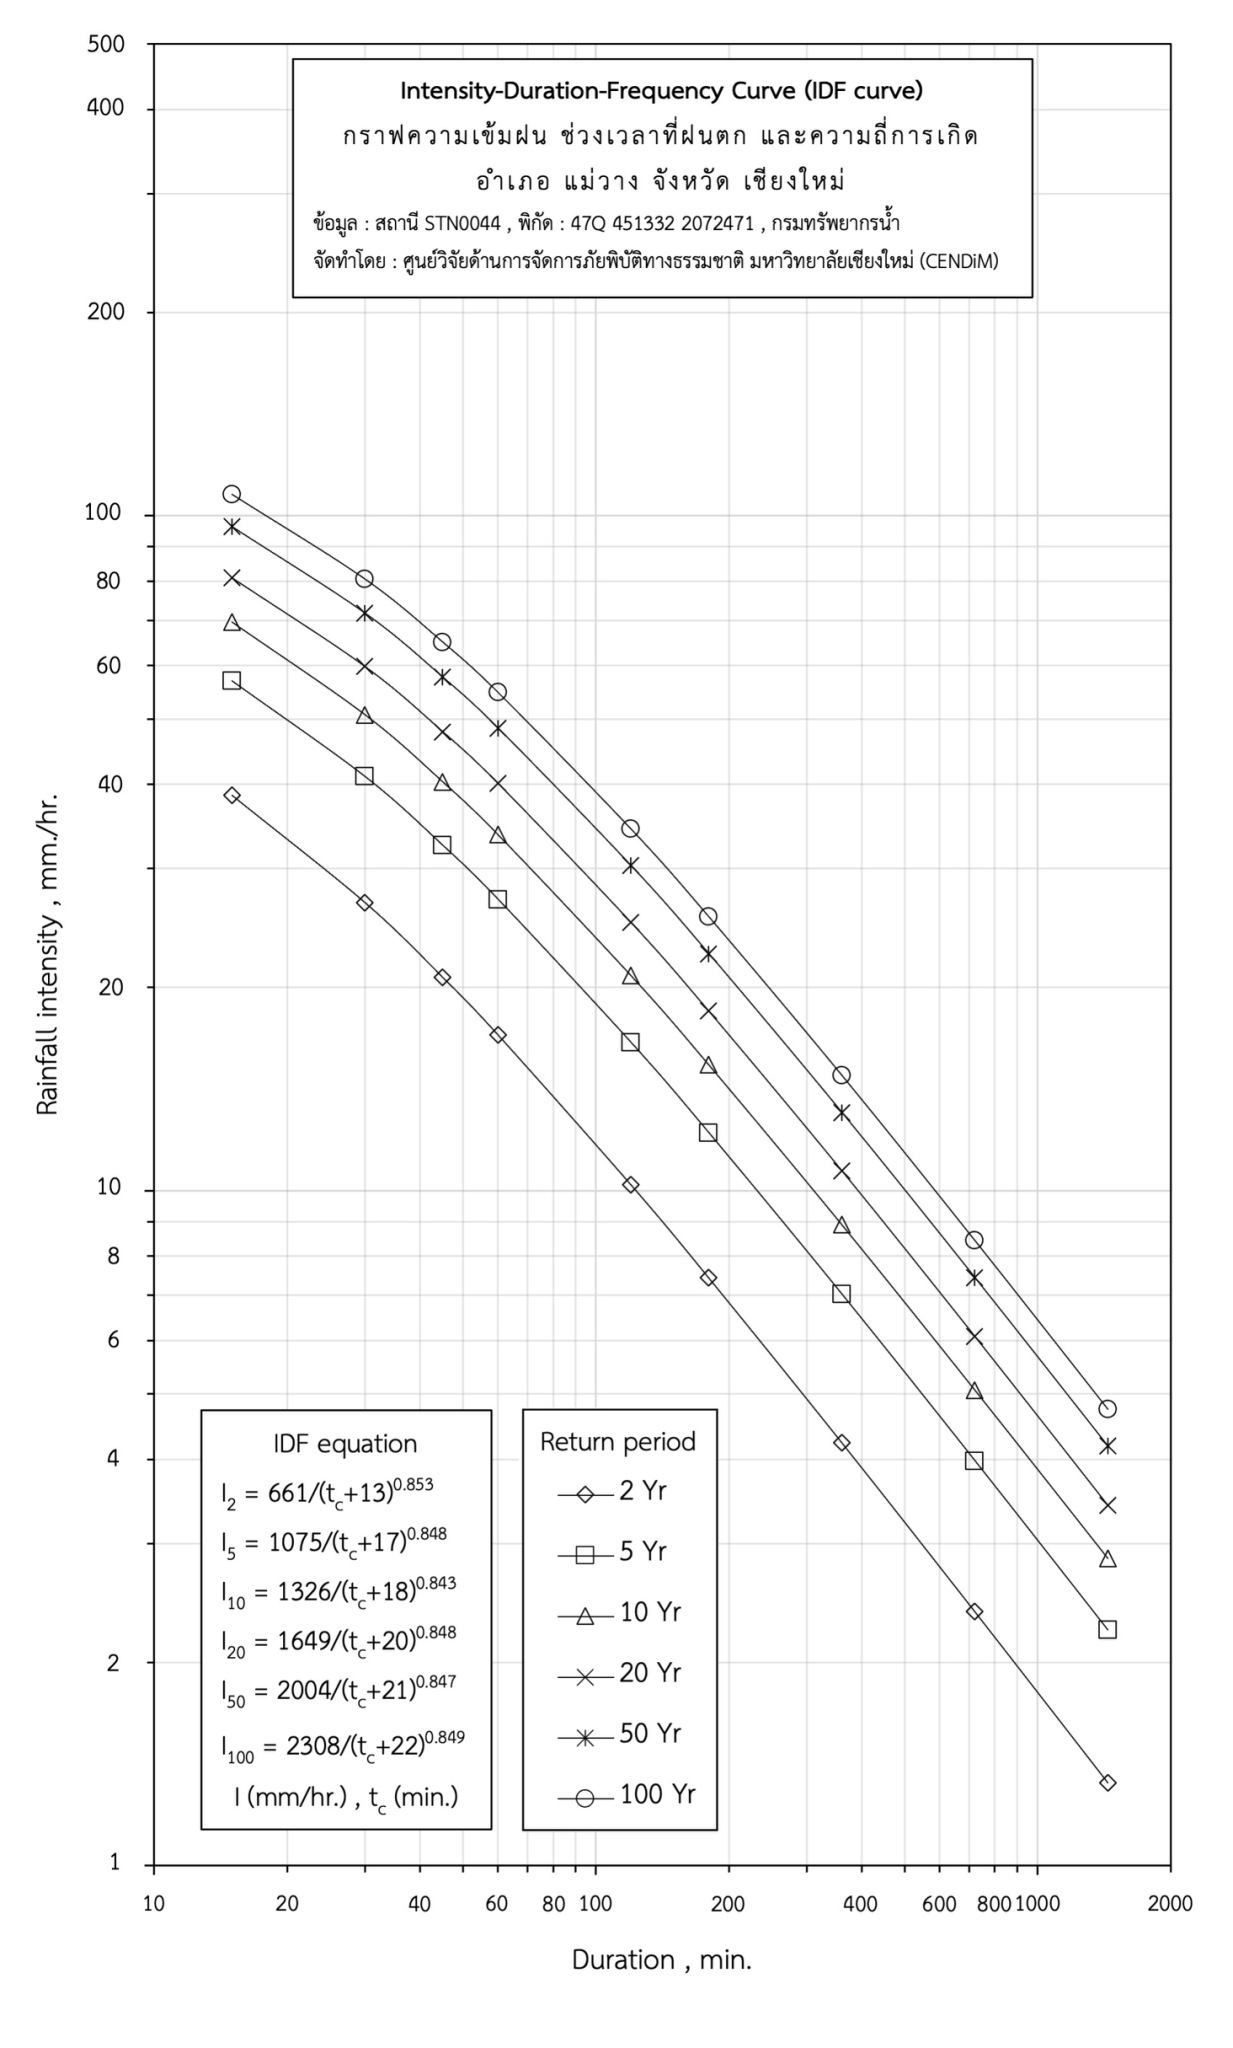 Intensity-Duration-Frequency Curve (IDF curve)
กราฟความเข้มฝน ช่วงเวลาที่ฝนตก และความถี่การเกิด
อำเภอ แม่วาง จังหวัด เชียงใหม่
ข้อมูล : สถานี STN0044 , พิกัด : 47Q 451332 2072471 , กรมทรัพยากรน้ำ
จัดทำโดย : ศูนย์วิจัยด้านการจัดการภัยพิบัติทางธรรมชาติ มหาวิทยาลัยเชียงใหม่ (CENDiM)
500
400
200
100
80
60
40
20
10
8
6
4
2
1
Rainfall intensity , mm./hr.
IDF equation
I2 = 661/(tc+13)0.853
I5 = 1075/(tc+17)0.848
I10 = 1326/(tc+18)0.843
I20 = 1649/(tc+20)0.848
I50 = 2004/(tc+21)0.847
I100 = 2308/(tc+22)0.849
I (mm/hr.) , tc (min.)
Return period
2 Yr
5 Yr
10 Yr
20 Yr
50 Yr
100 Yr
10 20 40 60 80 100 200 400 600 800 1000 2000
Duration , min.